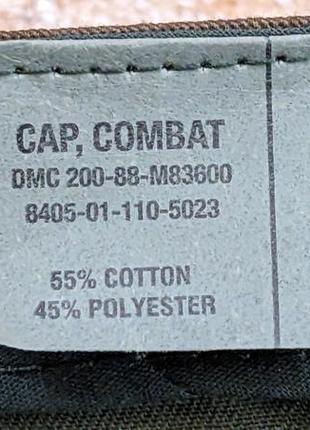 CAP, COMBAT
DMC 200-88-M83600
8405-01-110-5023
55% COTTON
45% POLYESTER